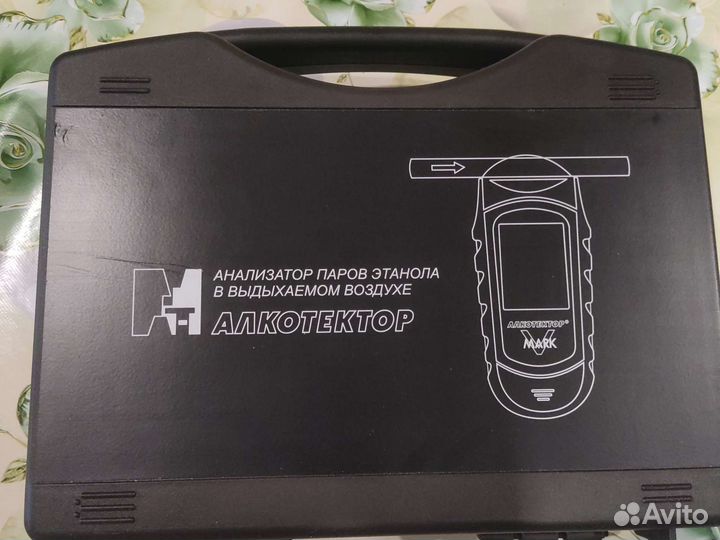 АНАЛИЗАТОР ПАРОВ ЭТАНОЛА
В ВЫДЫХАЕМОМ ВОЗДУХЕ
АЛКОТЕКТОР
АЛКОТЕКТОР®
MARK V
Avito